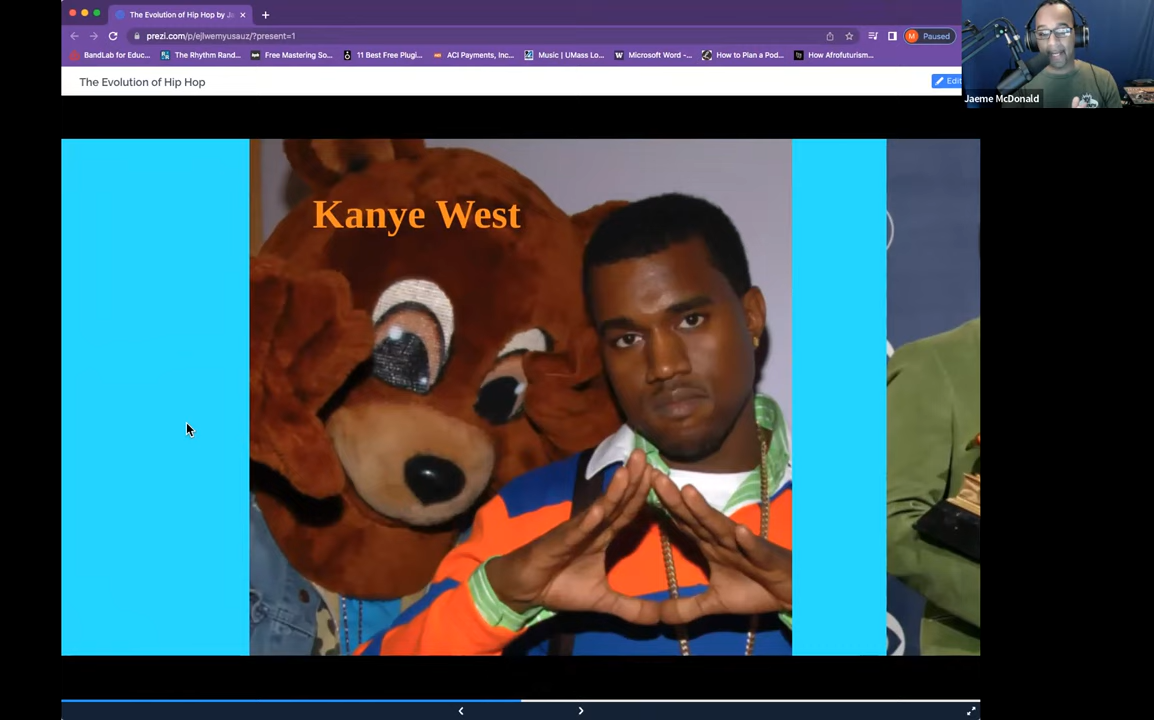 The Evolution of Hip Hop by Ja
prezi.com/p/ejlwemyusauz/?present=1
M Paused
BandLab for Educ...
The Rhythm Rand...
Free Mastering So...
11 Best Free Plugi...
ACI Payments, Inc...
Music | UMass Lo...
Microsoft Word -...
How to Plan a Pod...
How Afrofuturism...
The Evolution of Hip Hop
Edit
Jaeme McDonald
Kanye West